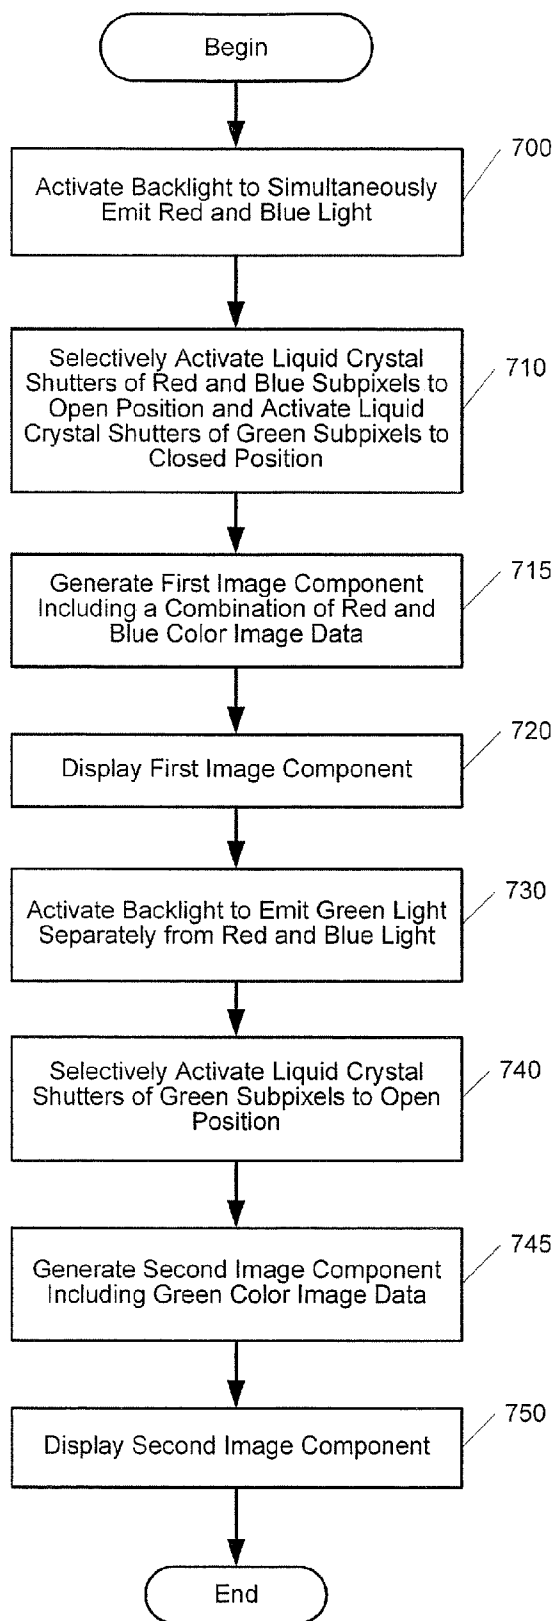 Begin
700
Activate Backlight to Simultaneously
Emit Red and Blue Light
710
Selectively Activate Liquid Crystal
Shutters of Red and Blue Subpixels to
Open Position and Activate Liquid
Crystal Shutters of Green Subpixels to
Closed Position
715
Generate First Image Component
Including a Combination of Red and
Blue Color Image Data
720
Display First Image Component
730
Activate Backlight to Emit Green Light
Separately from Red and Blue Light
740
Selectively Activate Liquid Crystal
Shutters of Green Subpixels to Open
Position
745
Generate Second Image Component
Including Green Color Image Data
750
Display Second Image Component
End